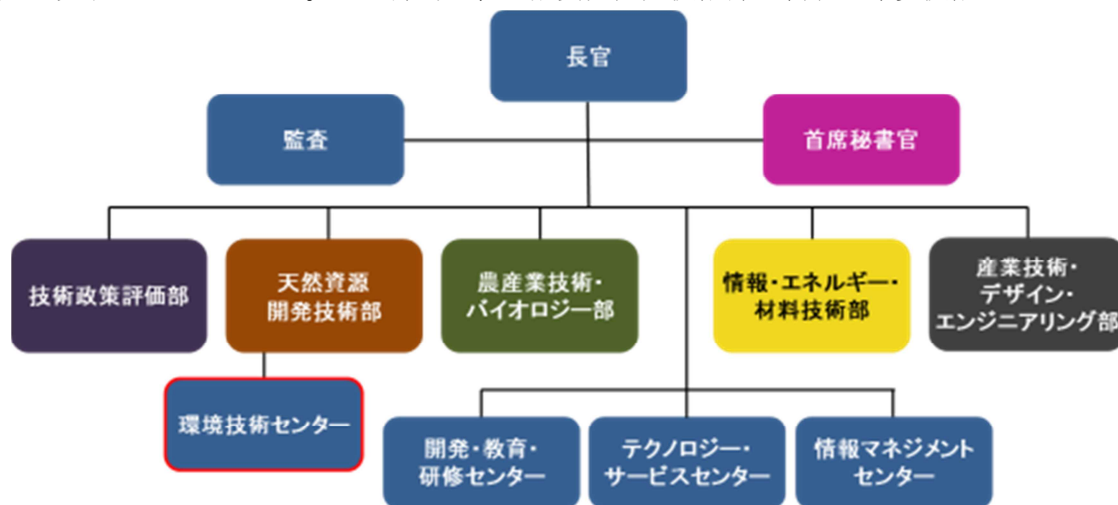 長官
監査
首席秘書官
技術政策評価部
天然資源
開発技術部
農産業技術・
バイオロジー部
情報・エネルギー・
材料技術部
産業技術・
デザイン・
エンジニアリング部
環境技術センター
開発・教育・
研修センター
テクノロジー・
サービスセンター
情報マネジメント
センター